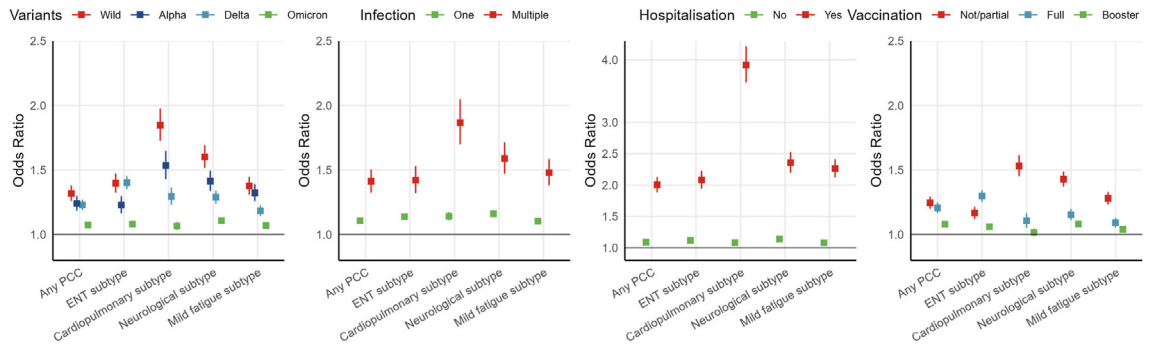 Variants Wild Alpha Delta Omicron
Infection One Multiple
Hospitalisation No Yes
Vaccination Not/partial Full Booster
Odds Ratio
2.5
2.0
1.5
1.0
Any PCC
ENT subtype
Cardiopulmonary subtype
Neurological subtype
Mild fatigue subtype
Odds Ratio
2.5
2.0
1.5
1.0
Any PCC
ENT subtype
Cardiopulmonary subtype
Neurological subtype
Mild fatigue subtype
Odds Ratio
4.0
3.0
2.5
2.0
1.5
1.0
Any PCC
ENT subtype
Cardiopulmonary subtype
Neurological subtype
Mild fatigue subtype
Odds Ratio
2.5
2.0
1.5
1.0
Any PCC
ENT subtype
Cardiopulmonary subtype
Neurological subtype
Mild fatigue subtype